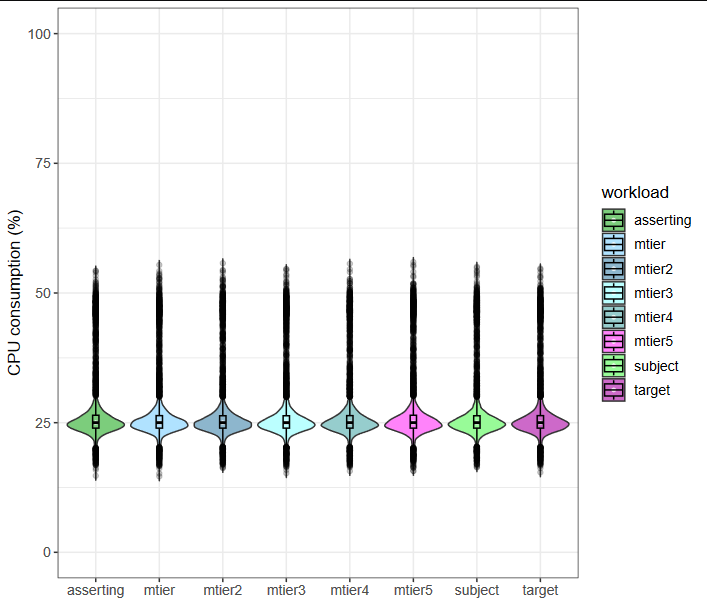 CPU consumption (%)
100
75
50
25
0
asserting mtier mtier2 mtier3 mtier4 mtier5 subject target
workload
asserting
mtier
mtier2
mtier3
mtier4
mtier5
subject
target